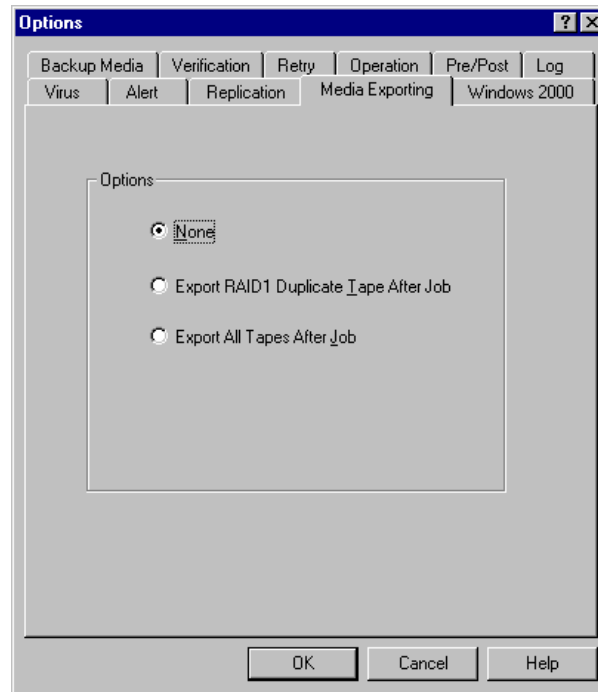 Options
Backup Media Verification Retry Operation Pre/Post Log
Virus Alert Replication Media Exporting Windows 2000
Options
None
Export RAID1 Duplicate Tape After Job
Export All Tapes After Job
OK Cancel Help